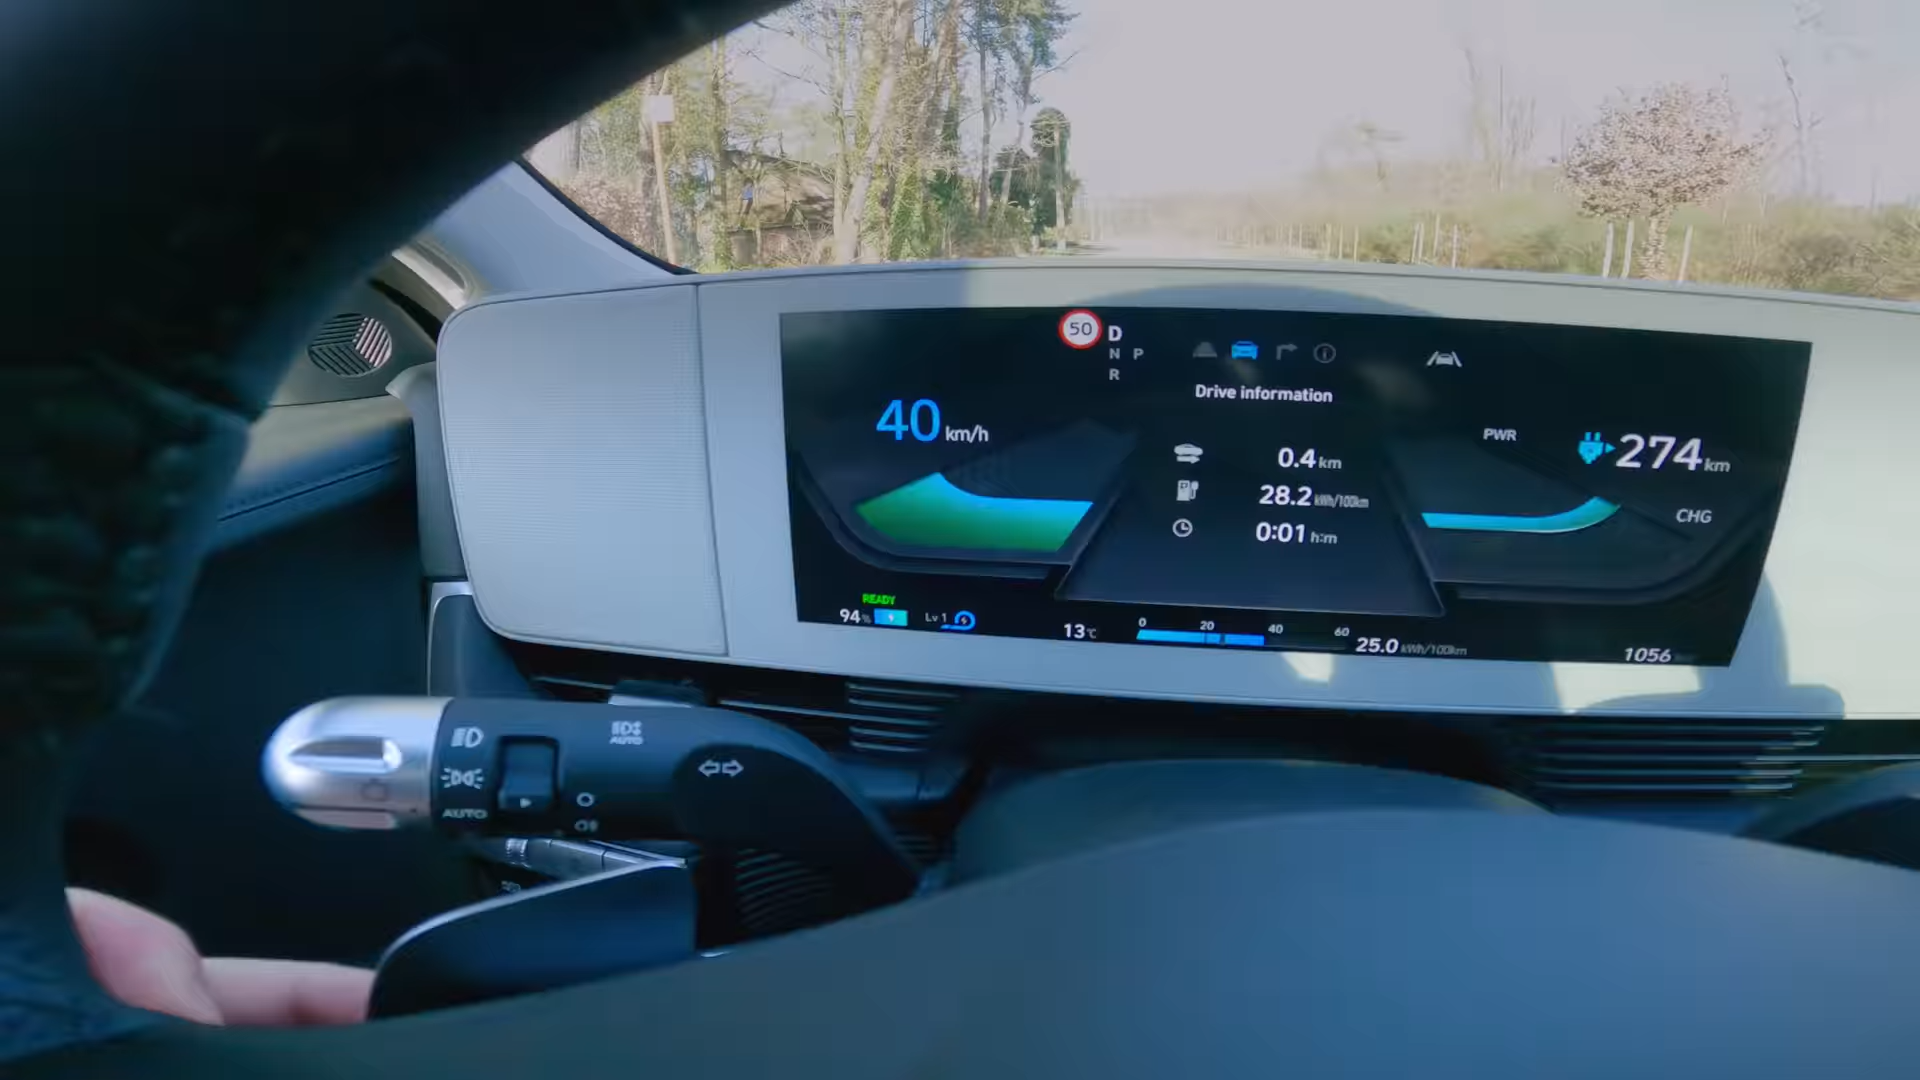 50 D
N P
R
Drive information
40 km/h
PWR
274 km
0.4 km
28.2 kWh/100km
0:01 h:m
CHG
READY
94% Lv 1
13°C
0 20 40 60
25.0 kWh/100km
1056
AUTO
AUTO